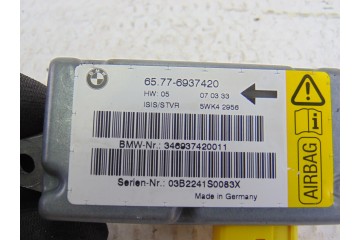 65.77-6937420
HW: 05 07 03 33
ISIS/STVR 5WK4 2956
BMW-Nr.: 346937420011
Serien-Nr.: 03B2241S0083X
Made in Germany
AIRBAG